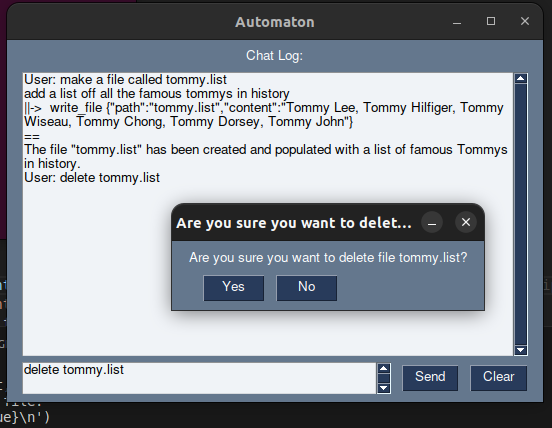 Automaton
Chat Log:
User: make a file called tommy.list
add a list off all the famous tommys in history
||-> write_file {"path":"tommy.list","content":"Tommy Lee, Tommy Hilfiger, Tommy
Wiseau, Tommy Chong, Tommy Dorsey, Tommy John"}
==
The file "tommy.list" has been created and populated with a list of famous Tommys
in history.
User: delete tommy.list
Are you sure you want to delet...
Are you sure you want to delete file tommy.list?
Yes No
delete tommy.list
Send Clear
ue}\n')